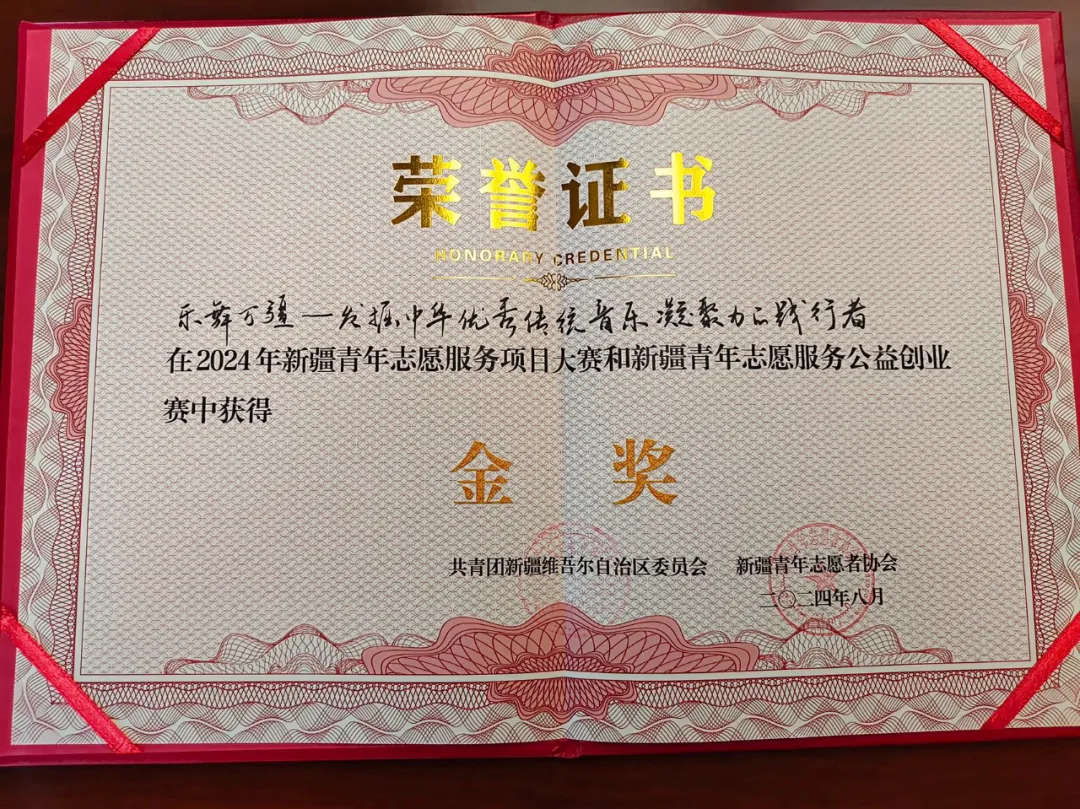 荣誉证书
HONORARY CREDENTIAL
乐舞万疆—发掘中华优秀传统音乐凝聚力的践行者
在2024年新疆青年志愿服务项目大赛和新疆青年志愿服务公益创业
赛中获得
金奖
共青团新疆维吾尔自治区委员会 新疆青年志愿者协会
二〇二四年八月